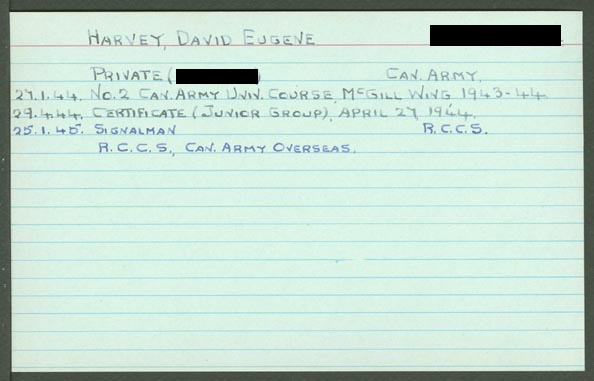 HARVEY, DAVID EUGENE
PRIVATE ( ) CAN. ARMY.
27.1.44. NO.2 CAN. ARMY UNIV. COURSE, MCGILL WING 1943-44
29.4.44. CERTIFICATE (JUNIOR GROUP), APRIL 27, 1944.
25.1.45. SIGNALMAN R.C.C.S.
R.C.C.S., CAN. ARMY OVERSEAS.